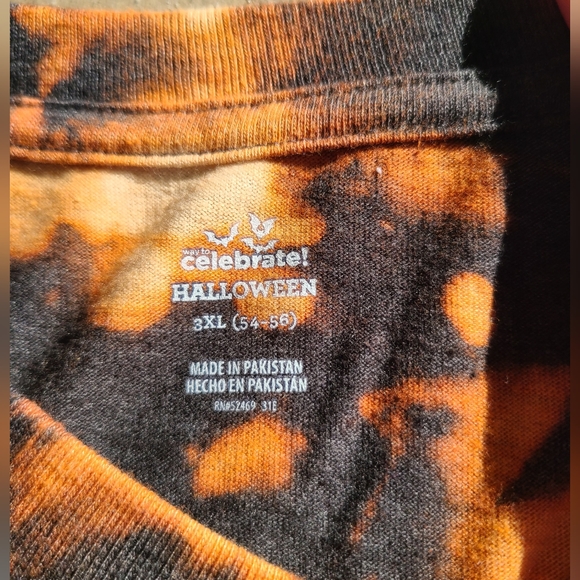 way to
celebrate!
HALLOWEEN
3XL (54-56)
MADE IN PAKISTAN
HECHO EN PAKISTÁN
RN#52469 31E